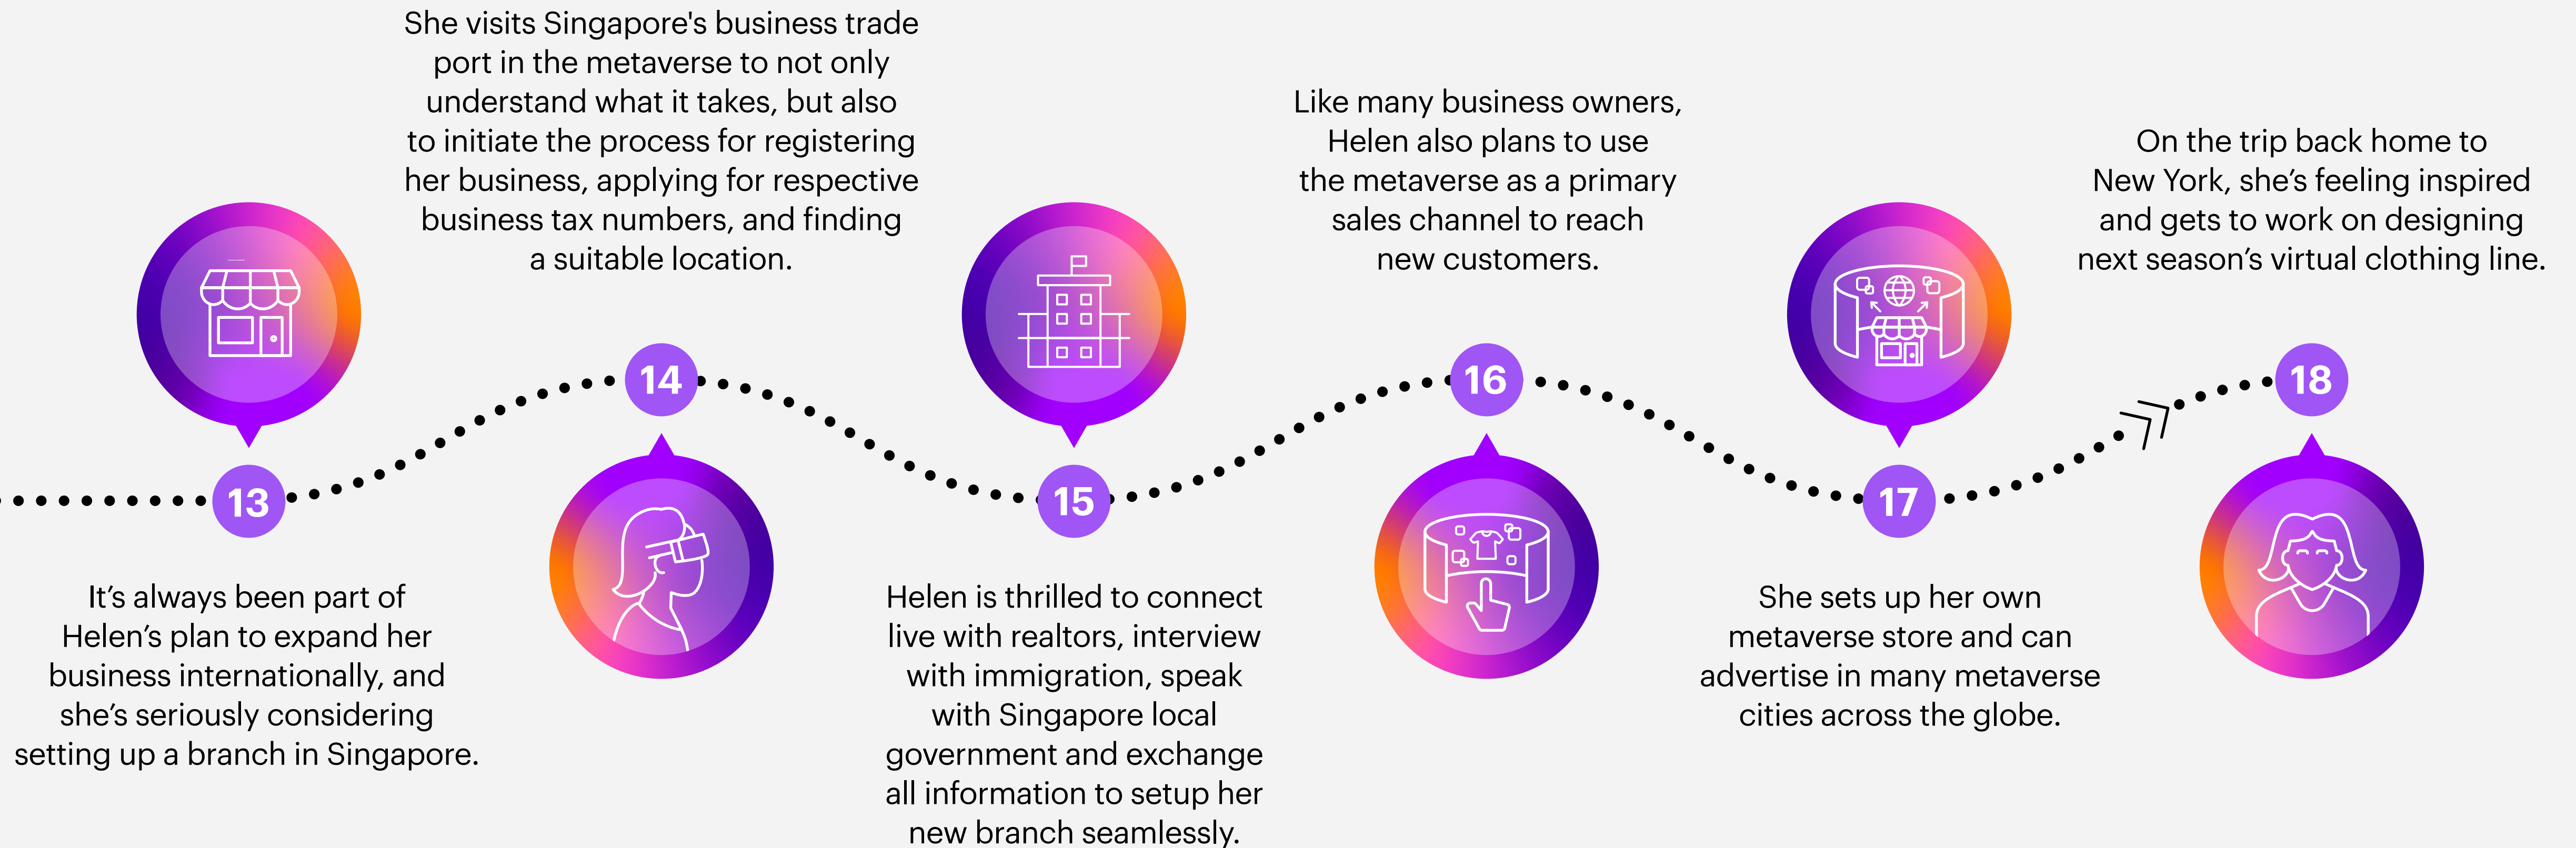 13
It’s always been part of
Helen’s plan to expand her
business internationally, and
she’s seriously considering
setting up a branch in Singapore.
She visits Singapore's business trade
port in the metaverse to not only
understand what it takes, but also
to initiate the process for registering
her business, applying for respective
business tax numbers, and finding
a suitable location.
14
15
Helen is thrilled to connect
live with realtors, interview
with immigration, speak
with Singapore local
government and exchange
all information to setup her
new branch seamlessly.
Like many business owners,
Helen also plans to use
the metaverse as a primary
sales channel to reach
new customers.
16
17
She sets up her own
metaverse store and can
advertise in many metaverse
cities across the globe.
On the trip back home to
New York, she’s feeling inspired
and gets to work on designing
next season’s virtual clothing line.
18